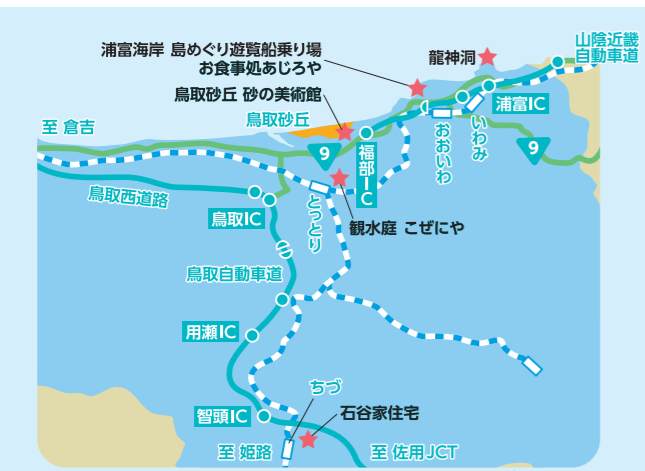 山陰近畿
自動車道
浦富海岸 島めぐり遊覧船乗り場
お食事処あじろや
龍神洞
鳥取砂丘 砂の美術館
浦富IC
鳥取砂丘
至 倉吉
9
福部IC
おおいわ
いわみ
9
鳥取西道路
鳥取IC
とっとり
観水庭 こぜにや
鳥取自動車道
用瀬IC
ちづ
智頭IC
石谷家住宅
至 姫路
至 佐用JCT